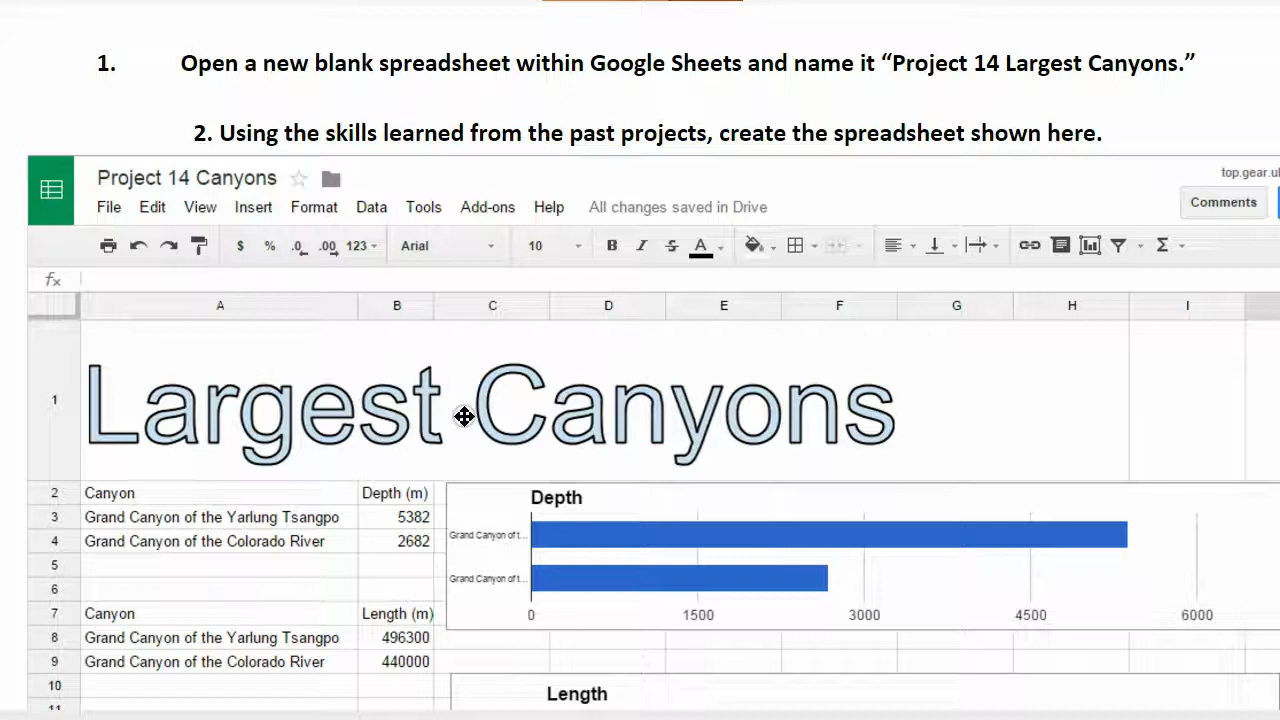 1. Open a new blank spreadsheet within Google Sheets and name it “Project 14 Largest Canyons.”
2. Using the skills learned from the past projects, create the spreadsheet shown here.
Project 14 Canyons
top.gear.ul
File Edit View Insert Format Data Tools Add-ons Help All changes saved in Drive
Comments
$ % .0 .00 123 Arial 10 B I S A Σ
fx
A B C D E F G H I
1 Largest Canyons
2 Canyon Depth (m)
3 Grand Canyon of the Yarlung Tsangpo 5382
4 Grand Canyon of the Colorado River 2682
5
6
7 Canyon Length (m)
8 Grand Canyon of the Yarlung Tsangpo 496300
9 Grand Canyon of the Colorado River 440000
10
11
Depth
Grand Canyon of t...
Grand Canyon of t...
0 1500 3000 4500 6000
Length